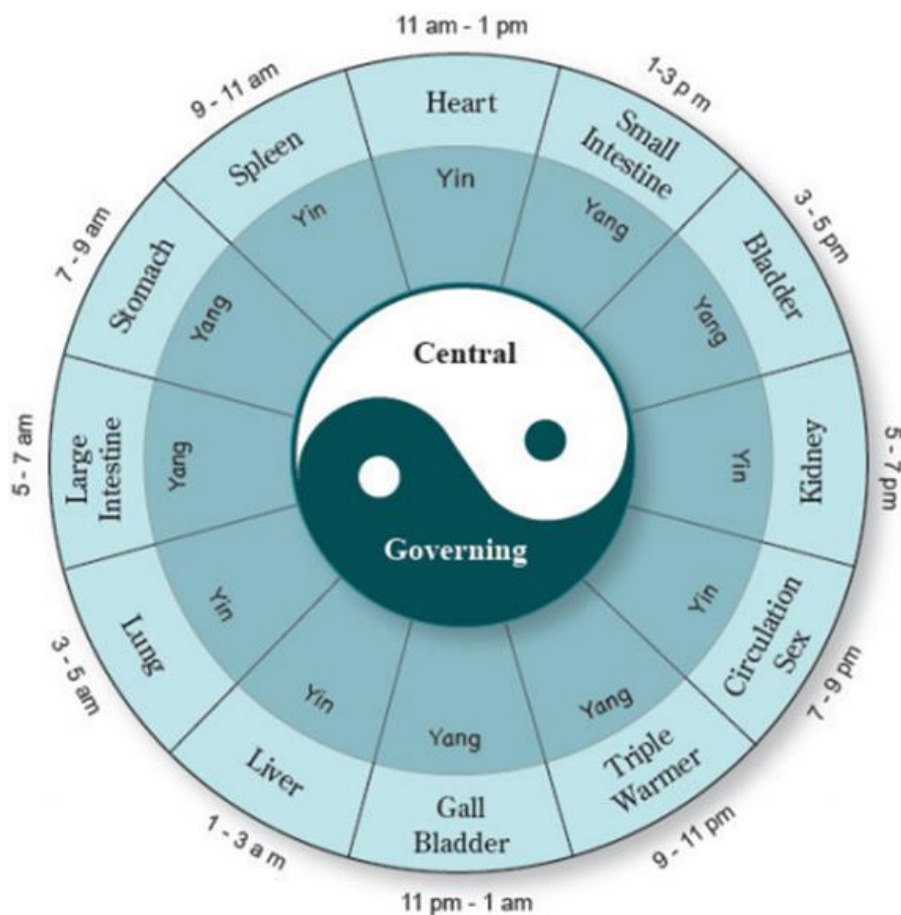 11 am - 1 pm
Heart
Yin
1-3 p m
Small
Intestine
Yang
3 - 5 pm
Bladder
Yang
5 - 7 pm
Kidney
Yin
7 - 9 pm
Circulation
Sex
Yin
9 - 11 pm
Triple
Warmer
Yang
11 pm - 1 am
Gall
Bladder
Yang
1 - 3 a m
Liver
Yin
3 - 5 am
Lung
Yin
5 - 7 am
Large
Intestine
Yang
7 - 9 am
Stomach
Yang
9 - 11 am
Spleen
Yin
Central
Governing